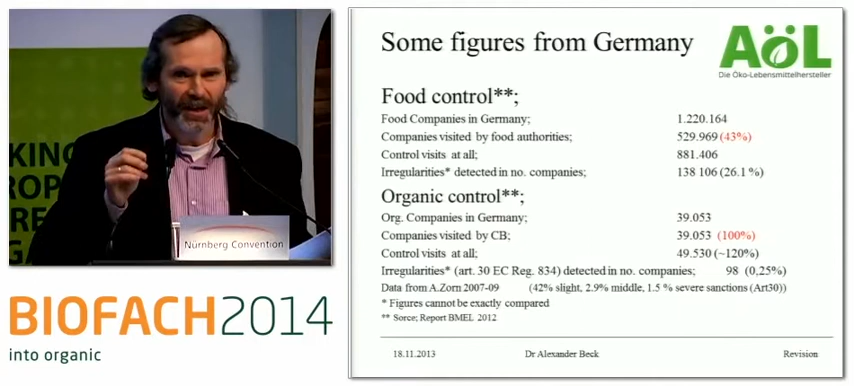 KING
ROP
RE
GA
Nürnberg Convention
BIOFACH2014
into organic
Some figures from Germany
AöL
Die Öko-Lebensmittelhersteller
Food control**;
Food Companies in Germany; 1.220.164
Companies visited by food authorities; 529.969 (43%)
Control visits at all; 881.406
Irregularities* detected in no. companies; 138 106 (26.1 %)
Organic control**;
Org. Companies in Germany; 39.053
Companies visited by CB; 39.053 (100%)
Control visits at all; 49.530 (~120%)
Irregularities* (art. 30 EC Reg. 834) detected in no. companies; 98 (0,25%)
Data from A.Zorn 2007-09 (42% slight, 2.9% middle, 1.5 % severe sanctions (Art30))
* Figures cannot be exactly compared
** Sorce; Report BMEL 2012
18.11.2013 Dr Alexander Beck Revision